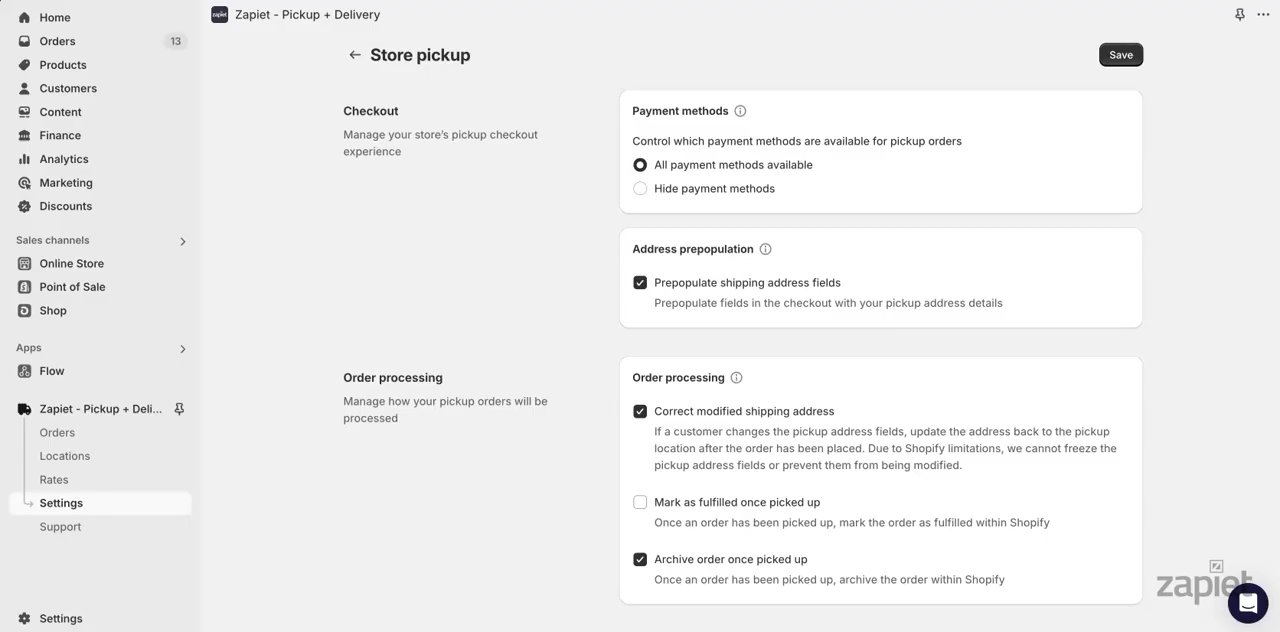 Home
Orders
13
Products
Customers
Content
Finance
Analytics
Marketing
Discounts
Sales channels
Online Store
Point of Sale
Shop
Apps
Flow
Zapiet - Pickup + Deli...
Orders
Locations
Rates
Settings
Support
Settings
zapiet
Zapiet - Pickup + Delivery
Store pickup
Save
Checkout
Manage your store's pickup checkout
experience
Payment methods
Control which payment methods are available for pickup orders
All payment methods available
Hide payment methods
Address prepopulation
Prepopulate shipping address fields
Prepopulate fields in the checkout with your pickup address details
Order processing
Manage how your pickup orders will be
processed
Order processing
Correct modified shipping address
If a customer changes the pickup address fields, update the address back to the pickup
location after the order has been placed. Due to Shopify limitations, we cannot freeze the
pickup address fields or prevent them from being modified.
Mark as fulfilled once picked up
Once an order has been picked up, mark the order as fulfilled within Shopify
Archive order once picked up
Once an order has been picked up, archive the order within Shopify
zapiet